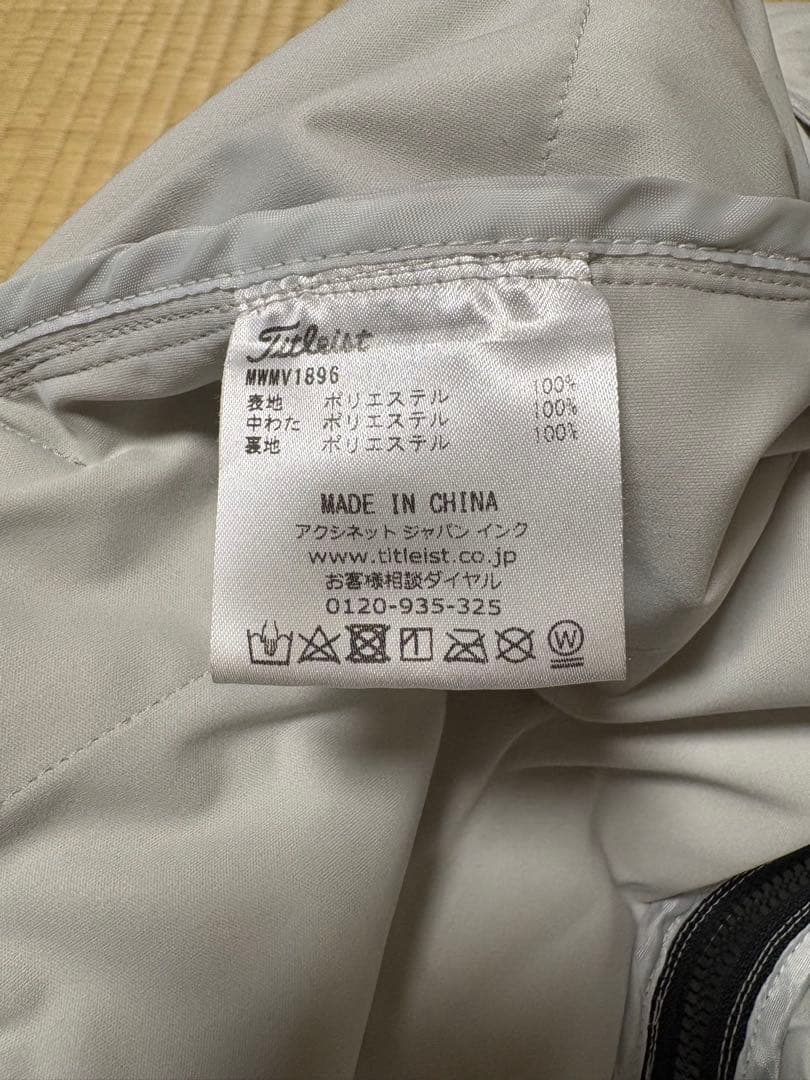 Titleist
MWMV1896
表地 ポリエステル 100%
中わた ポリエステル 100%
裏地 ポリエステル 100%
MADE IN CHINA
アクシネット ジャパン インク
www.titleist.co.jp
お客様相談ダイヤル
0120-935-325
W